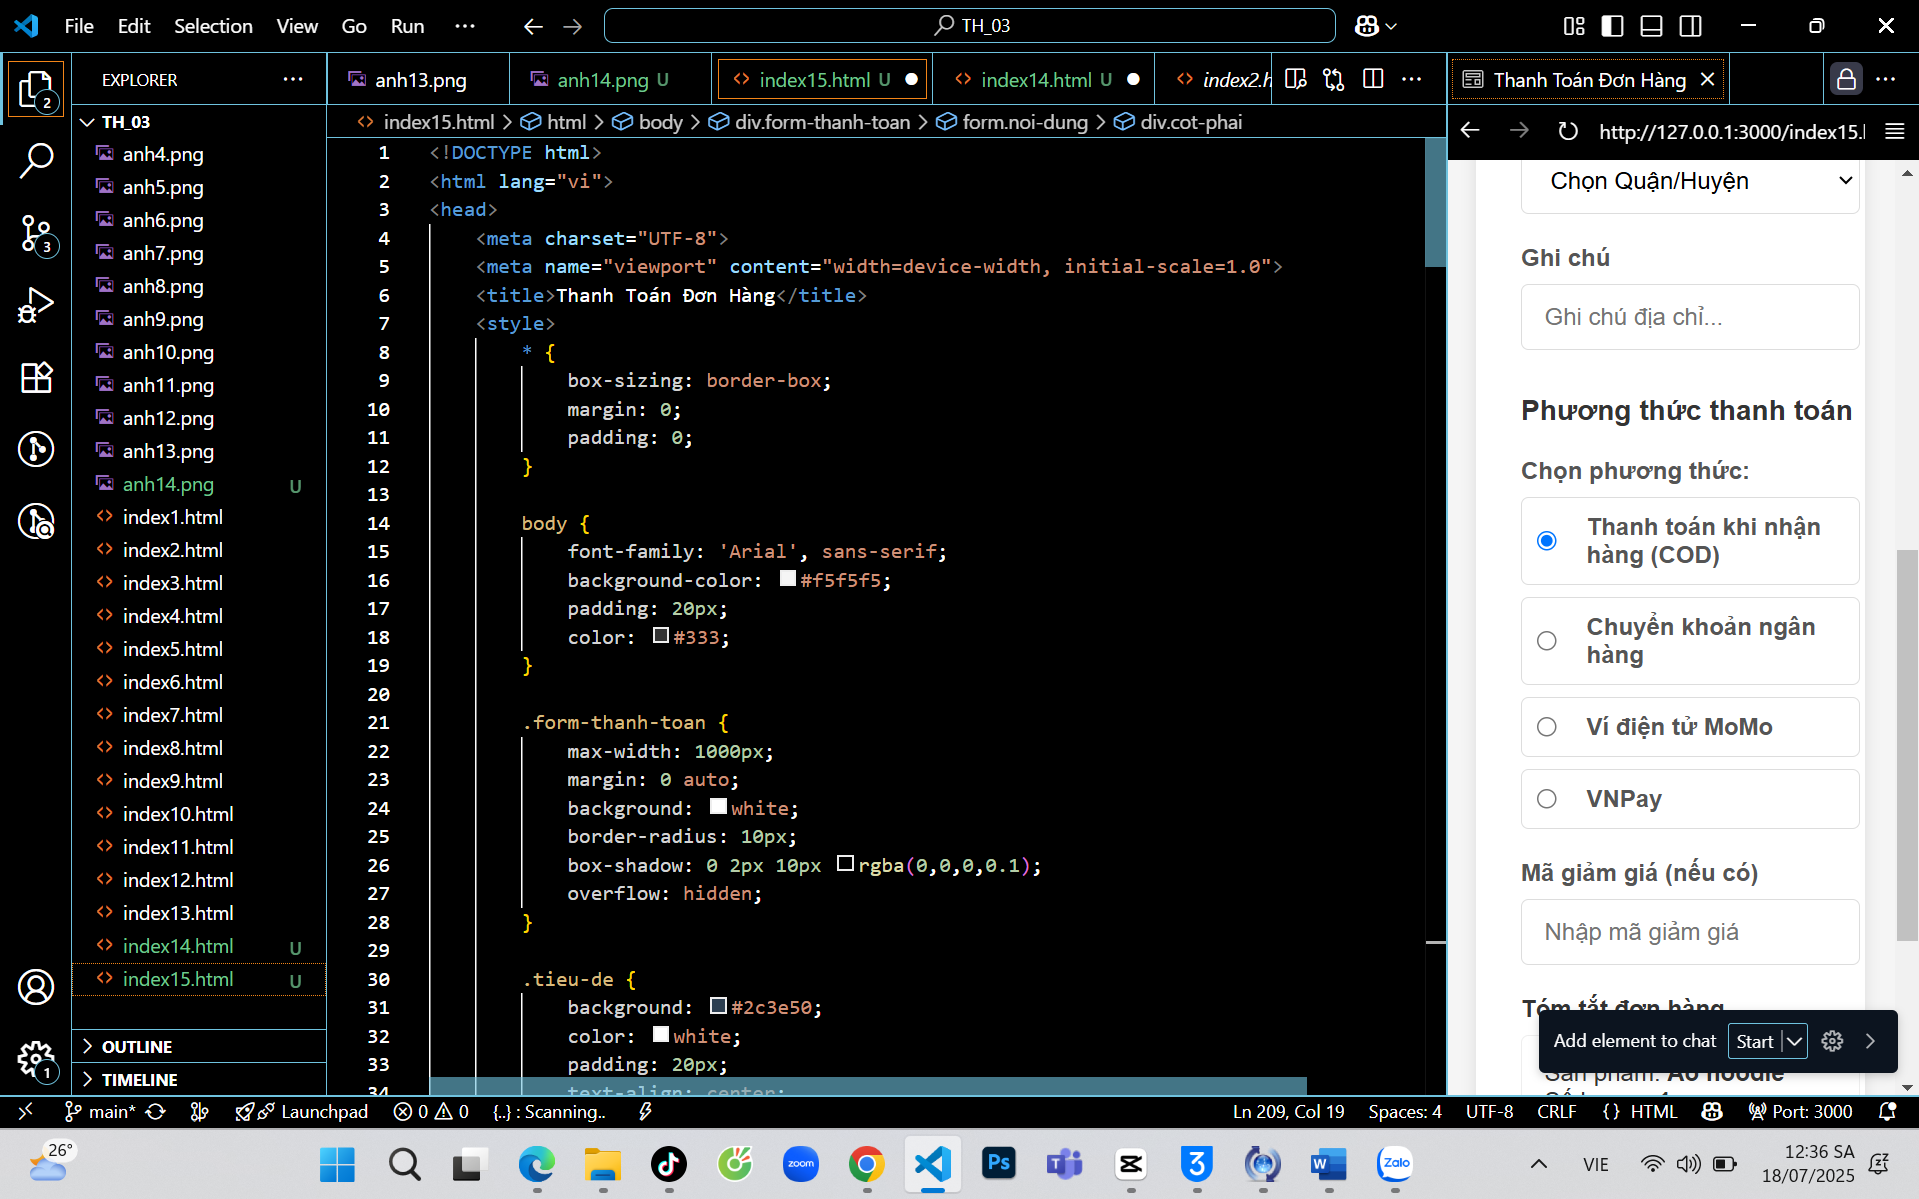 File Edit Selection View Go Run ··· TH_03
EXPLORER
TH_03
anh4.png
anh5.png
anh6.png
anh7.png
anh8.png
anh9.png
anh10.png
anh11.png
anh12.png
anh13.png
anh14.png U
index1.html
index2.html
index3.html
index4.html
index5.html
index6.html
index7.html
index8.html
index9.html
index10.html
index11.html
index12.html
index13.html
index14.html U
index15.html U
OUTLINE
TIMELINE
2
3
1
anh13.png anh14.png U index15.html U index14.html U index2.h
index15.html > html > body > div.form-thanh-toan > form.noi-dung > div.cot-phai
1 <!DOCTYPE html>
2 <html lang="vi">
3 <head>
4 <meta charset="UTF-8">
5 <meta name="viewport" content="width=device-width, initial-scale=1.0">
6 <title>Thanh Toán Đơn Hàng</title>
7 <style>
8 * {
9 box-sizing: border-box;
10 margin: 0;
11 padding: 0;
12 }
13
14 body {
15 font-family: 'Arial', sans-serif;
16 background-color: #f5f5f5;
17 padding: 20px;
18 color: #333;
19 }
20
21 .form-thanh-toan {
22 max-width: 1000px;
23 margin: 0 auto;
24 background: white;
25 border-radius: 10px;
26 box-shadow: 0 2px 10px rgba(0,0,0,0.1);
27 overflow: hidden;
28 }
29
30 .tieu-de {
31 background: #2c3e50;
32 color: white;
33 padding: 20px;
34 text-align: center;
Thanh Toán Đơn Hàng
http://127.0.0.1:3000/index15.
Chọn Quận/Huyện
Ghi chú
Ghi chú địa chỉ...
Phương thức thanh toán
Chọn phương thức:
Thanh toán khi nhận
hàng (COD)
Chuyển khoản ngân
hàng
Ví điện tử MoMo
VNPay
Mã giảm giá (nếu có)
Nhập mã giảm giá
Tóm tắt đơn hàng
Add element to chat Start
Sản phẩm: Áo hoodie
main* Launchpad 0 0 {..} : Scanning.. Ln 209, Col 19 Spaces: 4 UTF-8 CRLF {} HTML Port: 3000
26°
zoom
Ps
T
3
W
Zalo
VIE
12:36 SA
18/07/2025